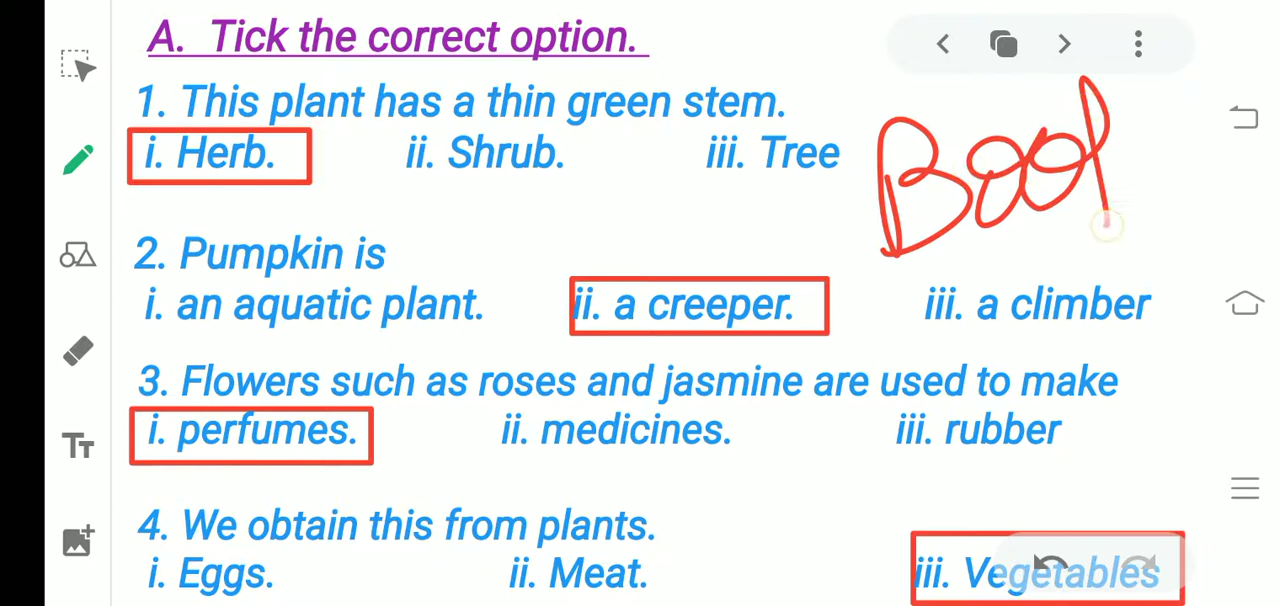 A. Tick the correct option.
1. This plant has a thin green stem.
i. Herb. ii. Shrub. iii. Tree
2. Pumpkin is
i. an aquatic plant. ii. a creeper. iii. a climber
3. Flowers such as roses and jasmine are used to make
i. perfumes. ii. medicines. iii. rubber
4. We obtain this from plants.
i. Eggs. ii. Meat. iii. Vegetables
TT